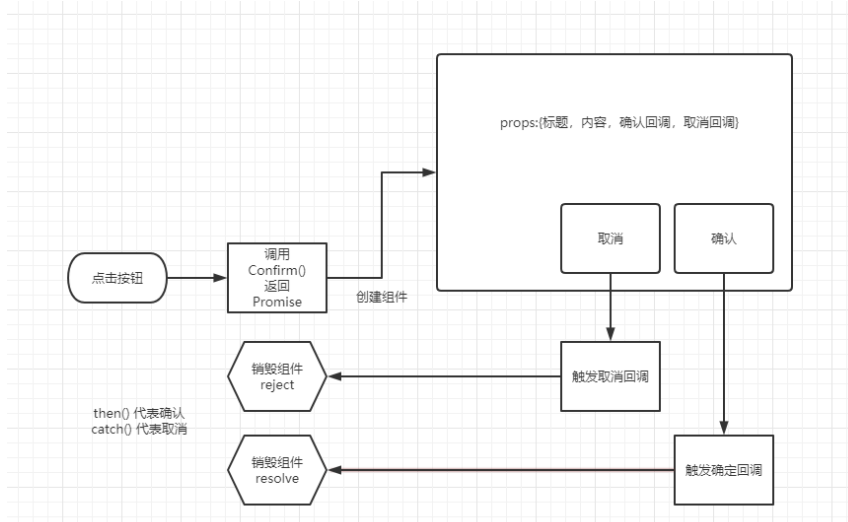 props:{标题，内容，确认回调，取消回调}
取消
确认
点击按钮
调用
Confirm()
返回
Promise
创建组件
销毁组件
reject
触发取消回调
then() 代表确认
catch() 代表取消
销毁组件
resolve
触发确定回调